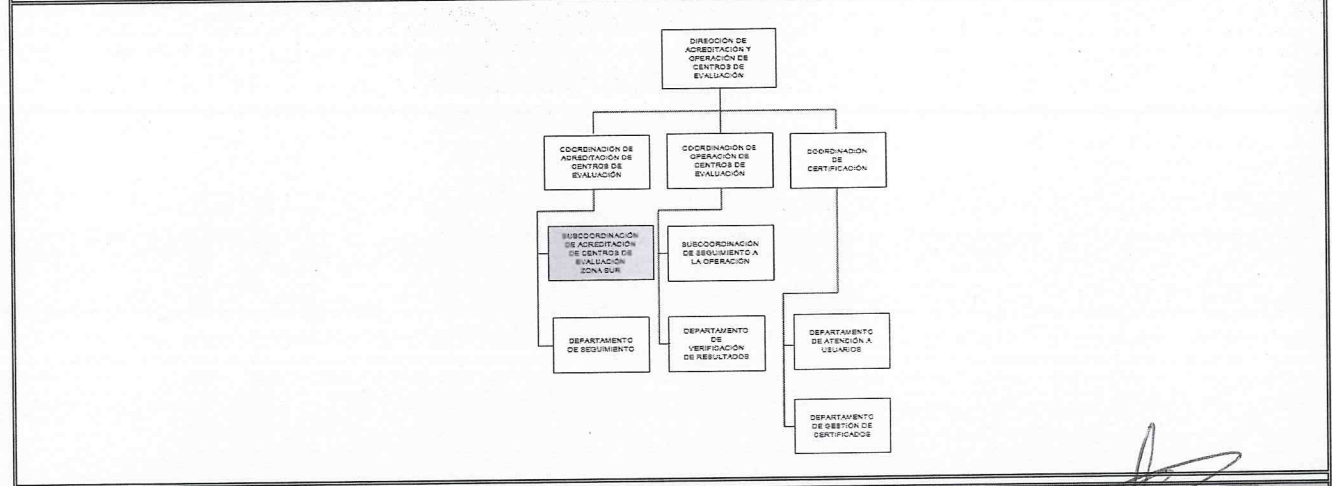 DIRECCIÓN DE
ACREDITACIÓN Y
OPERACIÓN DE
CENTROS DE
EVALUACIÓN
COORDINACIÓN DE
ACREDITACIÓN DE
CENTROS DE
EVALUACIÓN
COORDINACIÓN DE
OPERACIÓN DE
CENTROS DE
EVALUACIÓN
COORDINACIÓN
DE
CERTIFICACIÓN
SUBCOORDINACIÓN
DE ACREDITACIÓN
DE CENTROS DE
EVALUACIÓN
ZONA SUR
SUBCOORDINACIÓN
DE SEGUIMIENTO A
LA OPERACIÓN
DEPARTAMENTO
DE SEGUIMIENTO
DEPARTAMENTO
DE
VERIFICACIÓN
DE RESULTADOS
DEPARTAMENTO
DE ATENCIÓN A
USUARIOS
DEPARTAMENTO
DE GESTIÓN DE
CERTIFICADOS